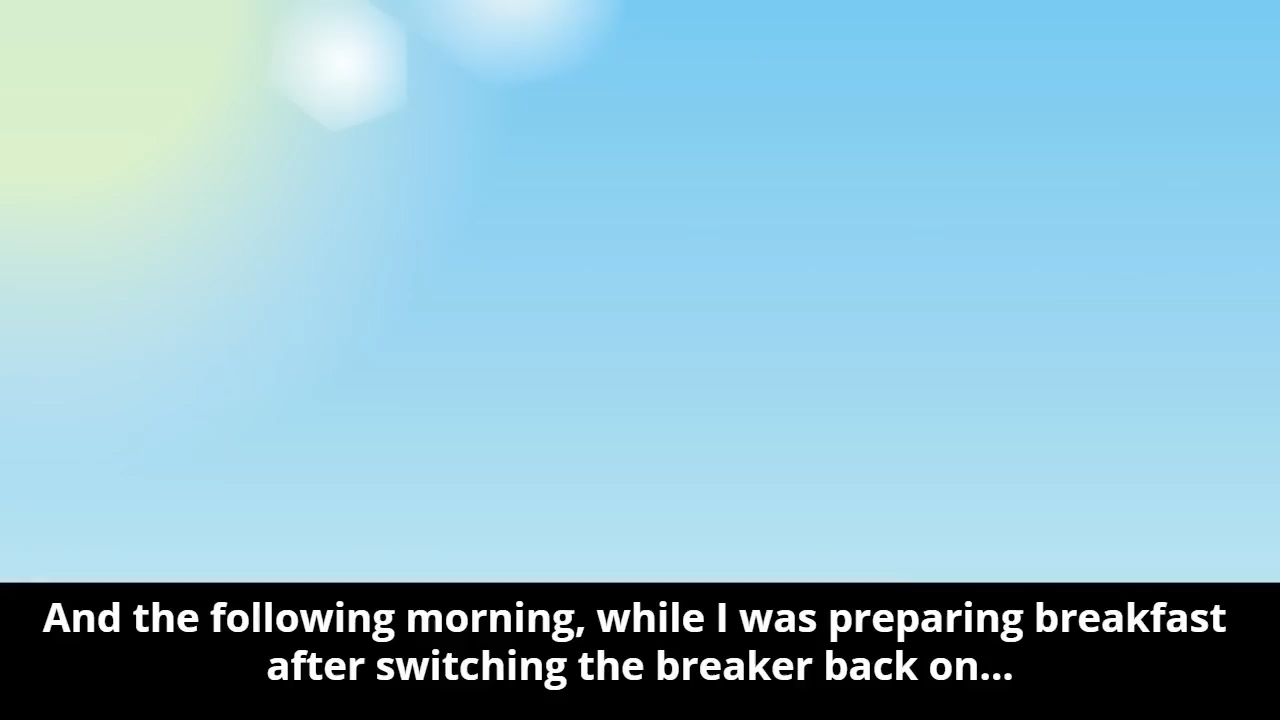 And the following morning, while I was preparing breakfast
after switching the breaker back on...